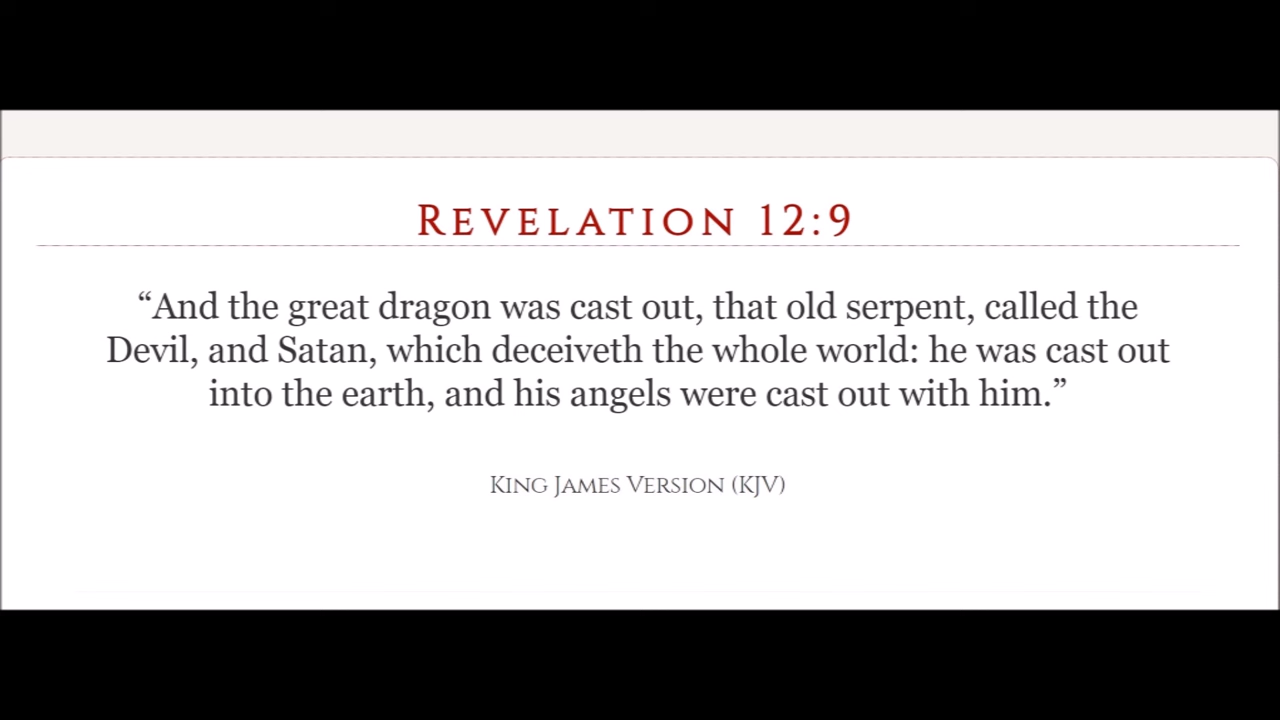 Revelation 12:9
“And the great dragon was cast out, that old serpent, called the
Devil, and Satan, which deceiveth the whole world: he was cast out
into the earth, and his angels were cast out with him.”
King James Version (KJV)